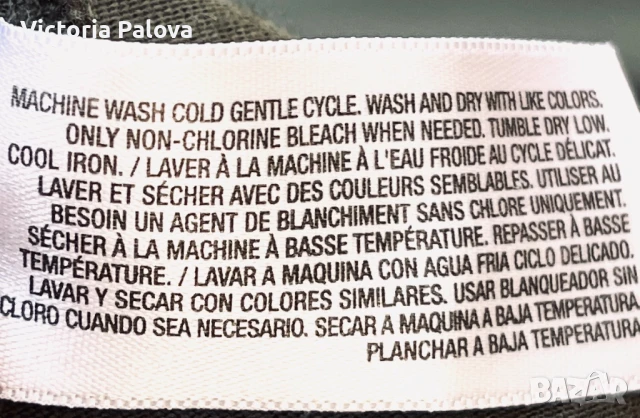 Viktoria Palova
MACHINE WASH COLD GENTLE CYCLE. WASH AND DRY WITH LIKE COLORS.
ONLY NON-CHLORINE BLEACH WHEN NEEDED. TUMBLE DRY LOW.
COOL IRON. / LAVER À LA MACHINE À L'EAU FROIDE AU CYCLE DÉLICAT.
LAVER ET SÉCHER AVEC DES COULEURS SEMBLABLES. UTILISER AU
BESOIN UN AGENT DE BLANCHIMENT SANS CHLORE UNIQUEMENT.
SÉCHER À LA MACHINE À BASSE TEMPÉRATURE. REPASSER À BASSE
TEMPÉRATURE. / LAVAR A MAQUINA CON AGUA FRIA CICLO DELICADO.
LAVAR Y SECAR CON COLORES SIMILARES. USAR BLANQUEADOR SIN
CLORO CUANDO SEA NECESARIO. SECAR A MAQUINA A BAJA TEMPERATURA
PLANCHAR A BAJA TEMPERATURA
BAZAR